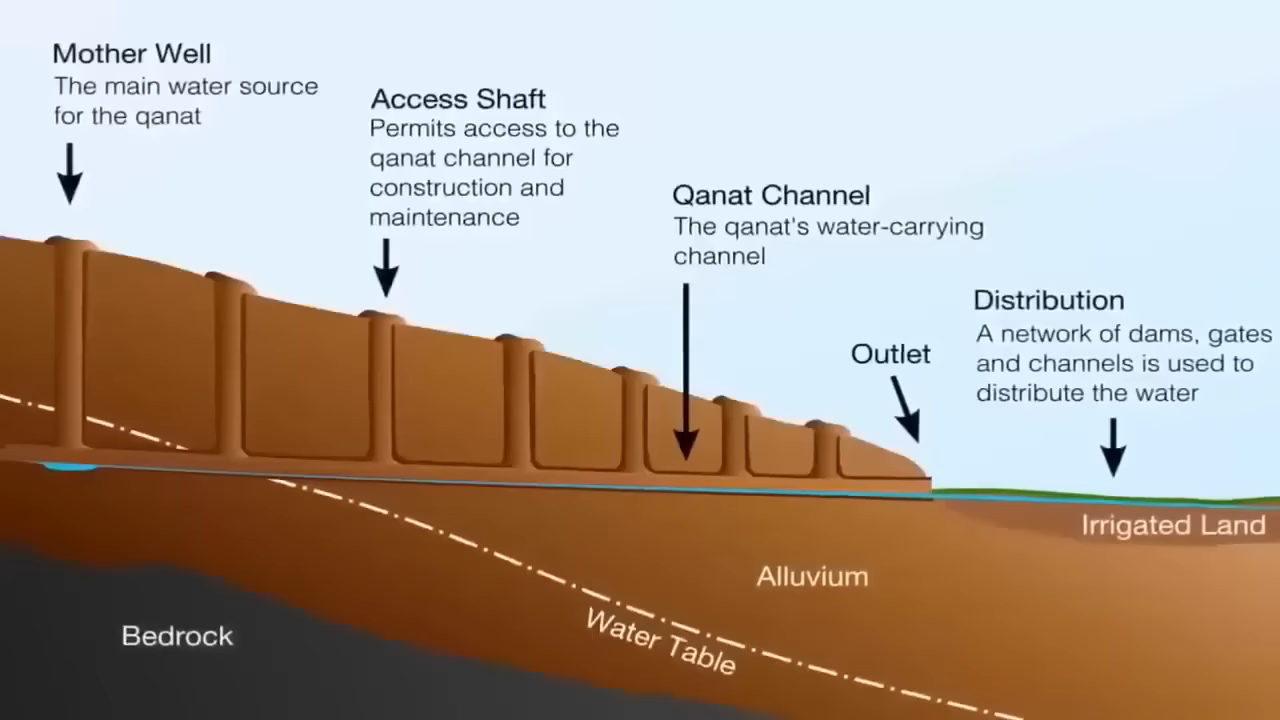 Mother Well
The main water source
for the qanat
Access Shaft
Permits access to the
qanat channel for
construction and
maintenance
Qanat Channel
The qanat's water-carrying
channel
Outlet
Distribution
A network of dams, gates
and channels is used to
distribute the water
Irrigated Land
Alluvium
Water Table
Bedrock